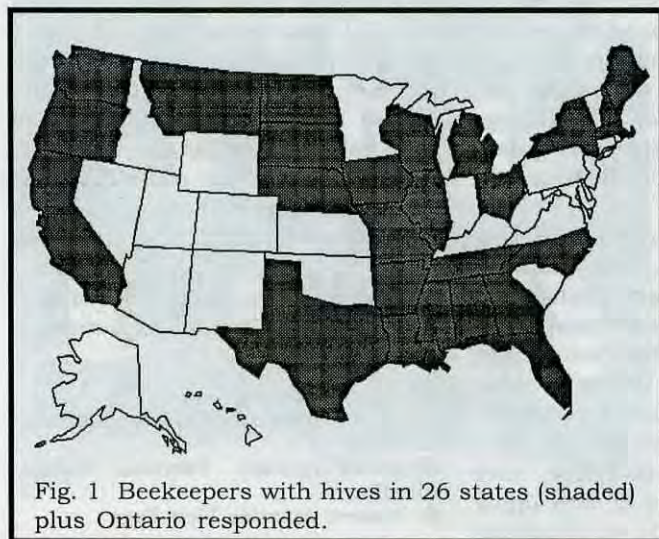 Fig. 1 Beekeepers with hives in 26 states (shaded)
plus Ontario responded.